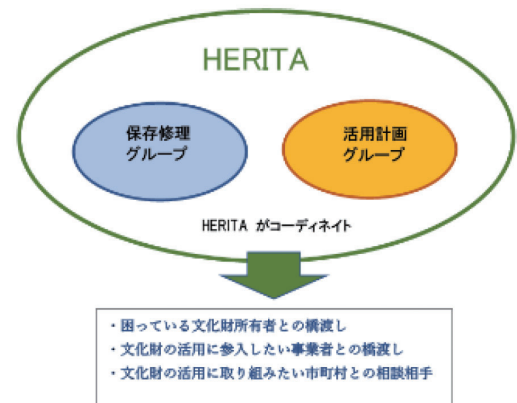 HERITA
保存修理
グループ
活用計画
グループ
HERITA がコーディネイト
・困っている文化財所有者との橋渡し
・文化財の活用に参入したい事業者との橋渡し
・文化財の活用に取り組みたい市町村との相談相手